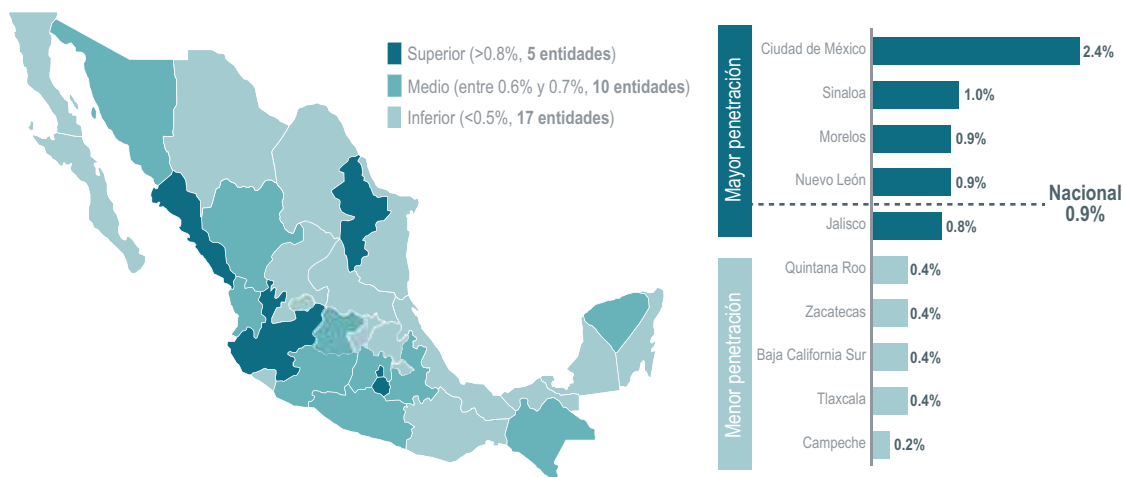 Superior (>0.8%, 5 entidades)
Medio (entre 0.6% y 0.7%, 10 entidades)
Inferior (<0.5%, 17 entidades)
Mayor penetración
Ciudad de México 2.4%
Sinaloa 1.0%
Morelos 0.9%
Nuevo León 0.9%
Nacional
0.9%
Jalisco 0.8%
Menor penetración
Quintana Roo 0.4%
Zacatecas 0.4%
Baja California Sur 0.4%
Tlaxcala 0.4%
Campeche 0.2%